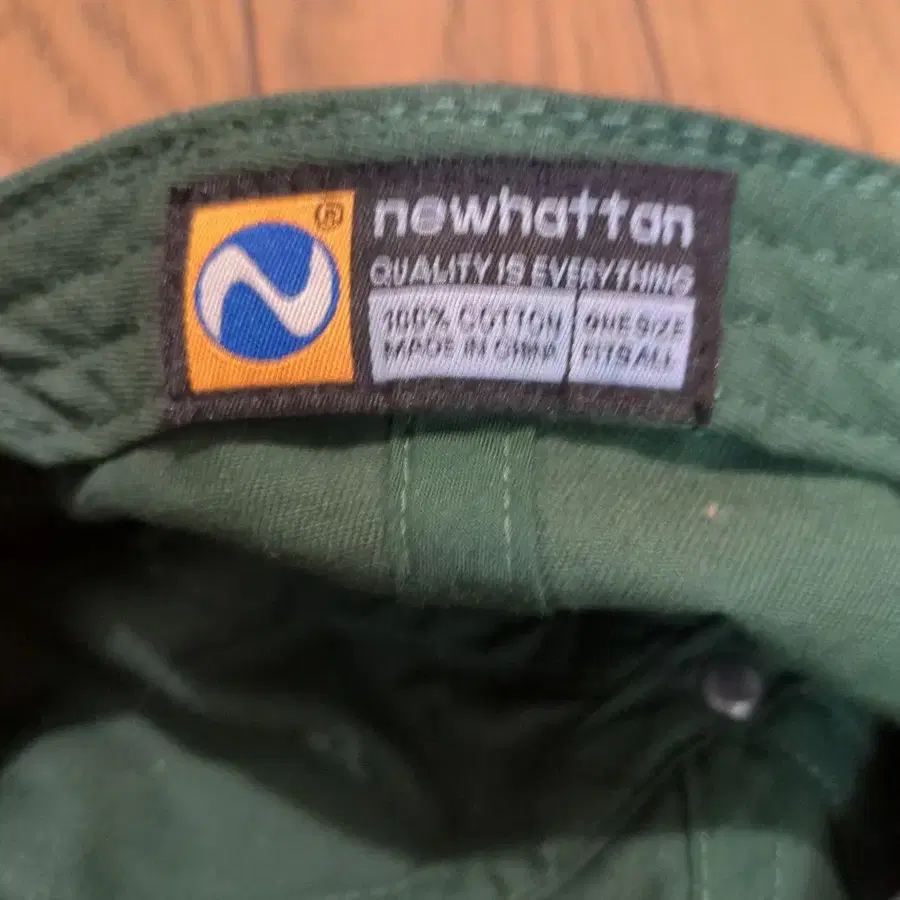 ®
newhattan
QUALITY IS EVERYTHING
100% COTTON
MADE IN CHINA
ONE SIZE
FITS ALL